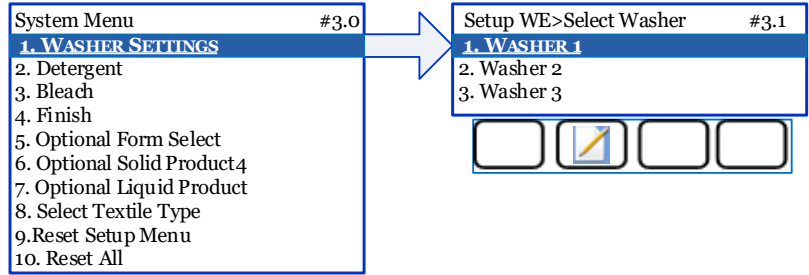 System Menu #3.0
1. WASHER SETTINGS
2. Detergent
3. Bleach
4. Finish
5. Optional Form Select
6. Optional Solid Product4
7. Optional Liquid Product
8. Select Textile Type
9.Reset Setup Menu
10. Reset All
Setup WE>Select Washer #3.1
1. WASHER 1
2. Washer 2
3. Washer 3